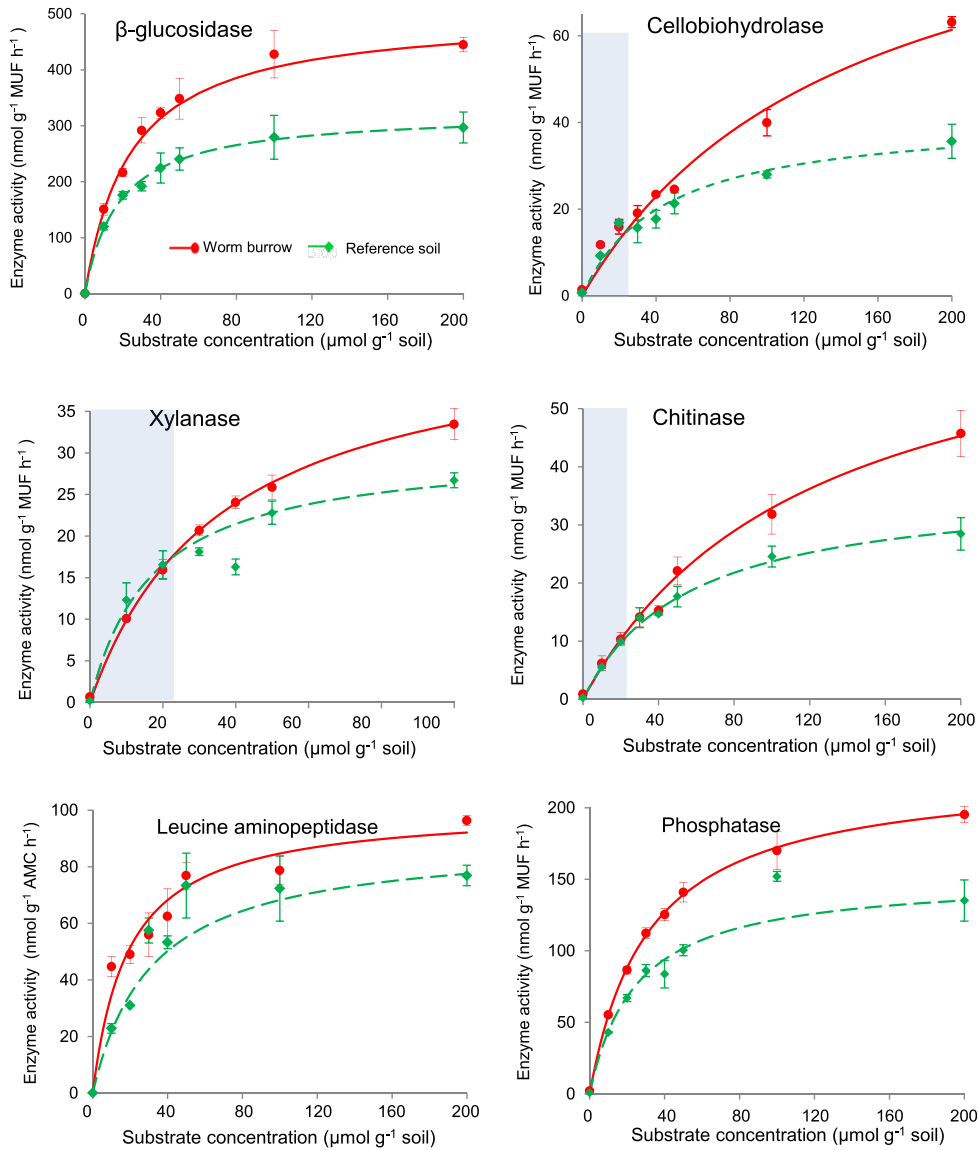 β-glucosidase
Enzyme activity (nmol g⁻¹ MUF h⁻¹)
500
400
300
200
100
0
Worm burrow
Reference soil
0 40 80 120 160 200
Substrate concentration (µmol g⁻¹ soil)
Cellobiohydrolase
Enzyme activity (nmol g⁻¹ MUF h⁻¹)
60
40
20
0
0 40 80 120 160 200
Substrate concentration (µmol g⁻¹ soil)
Xylanase
Enzyme activity (nmol g⁻¹ MUF h⁻¹ )
35
30
25
20
15
10
5
0
0 20 40 60 80 100
Substrate concentration (µmol g⁻¹ soil)
Chitinase
Enzyme activity (nmol g⁻¹ MUF h⁻¹)
50
40
30
20
10
0
0 40 80 120 160 200
Substrate concentration (µmol g⁻¹ soil)
Leucine aminopeptidase
Enzyme activity (nmol g⁻¹ AMC h⁻¹)
100
80
60
40
20
0
0 40 80 120 160 200
Substrate concentration (µmol g⁻¹ soil)
Phosphatase
Enzyme activity (nmol g⁻¹ MUF h⁻¹)
200
150
100
50
0
0 40 80 120 160 200
Substrate concentration (µmol g⁻¹ soil)